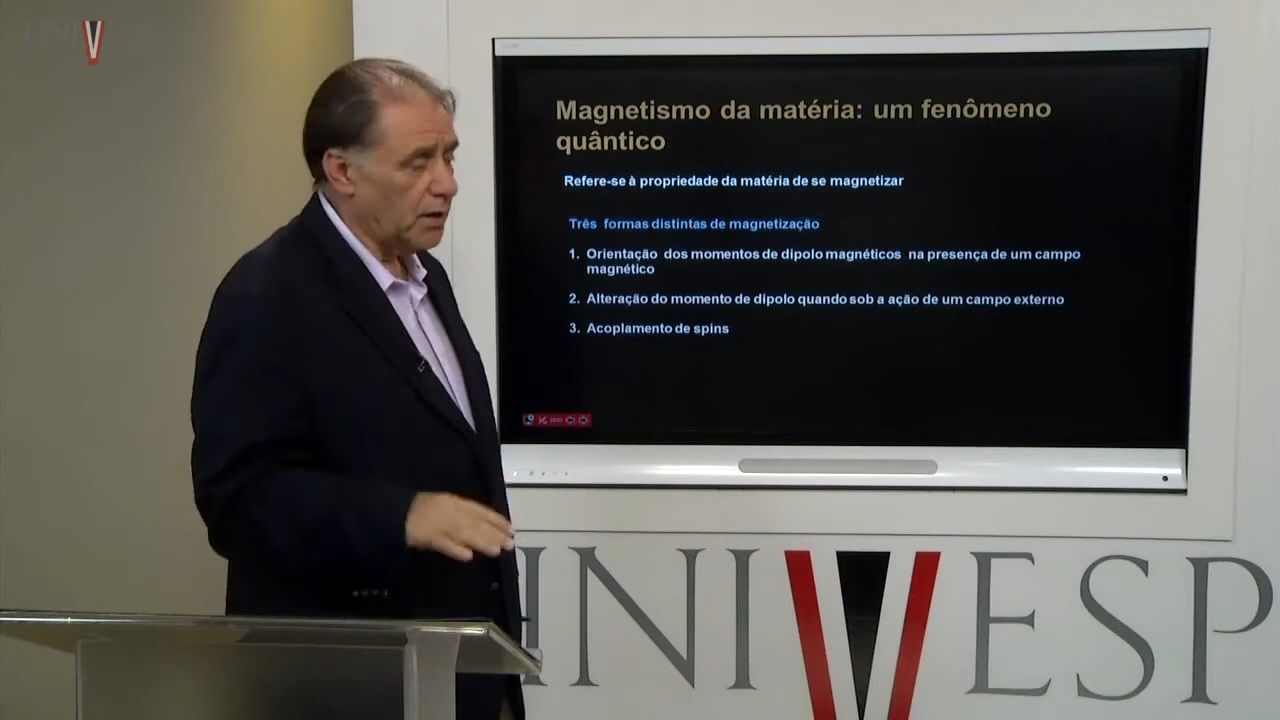 UNIVESP
Magnetismo da matéria: um fenômeno
quântico
Refere-se à propriedade da matéria de se magnetizar
Três formas distintas de magnetização
1. Orientação dos momentos de dipolo magnéticos na presença de um campo
magnético
2. Alteração do momento de dipolo quando sob a ação de um campo externo
3. Acoplamento de spins
UNIVESP